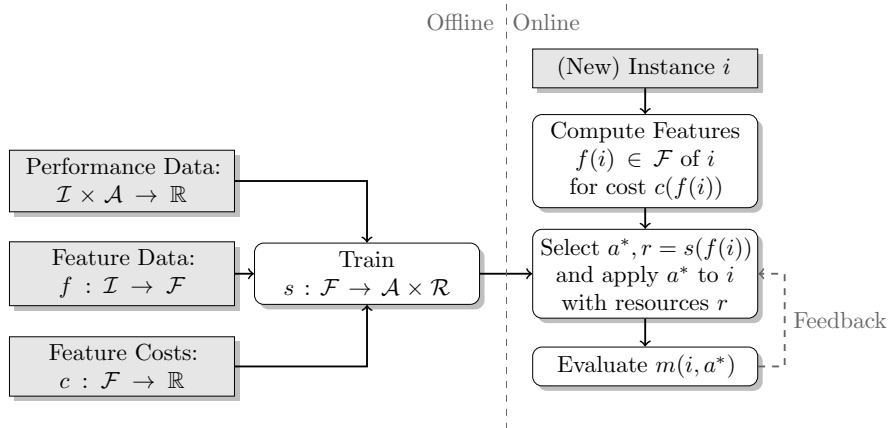 Offline
Online
(New) Instance i
Compute Features
f(i) ∈ ℱ of i
for cost c(f(i))
Performance Data:
ℐ × 𝒜 → ℝ
Feature Data:
f : ℐ → ℱ
Feature Costs:
c : ℱ → ℝ
Train
s : ℱ → 𝒜 × ℛ
Select a*, r = s(f(i))
and apply a* to i
with resources r
Evaluate m(i, a*)
Feedback